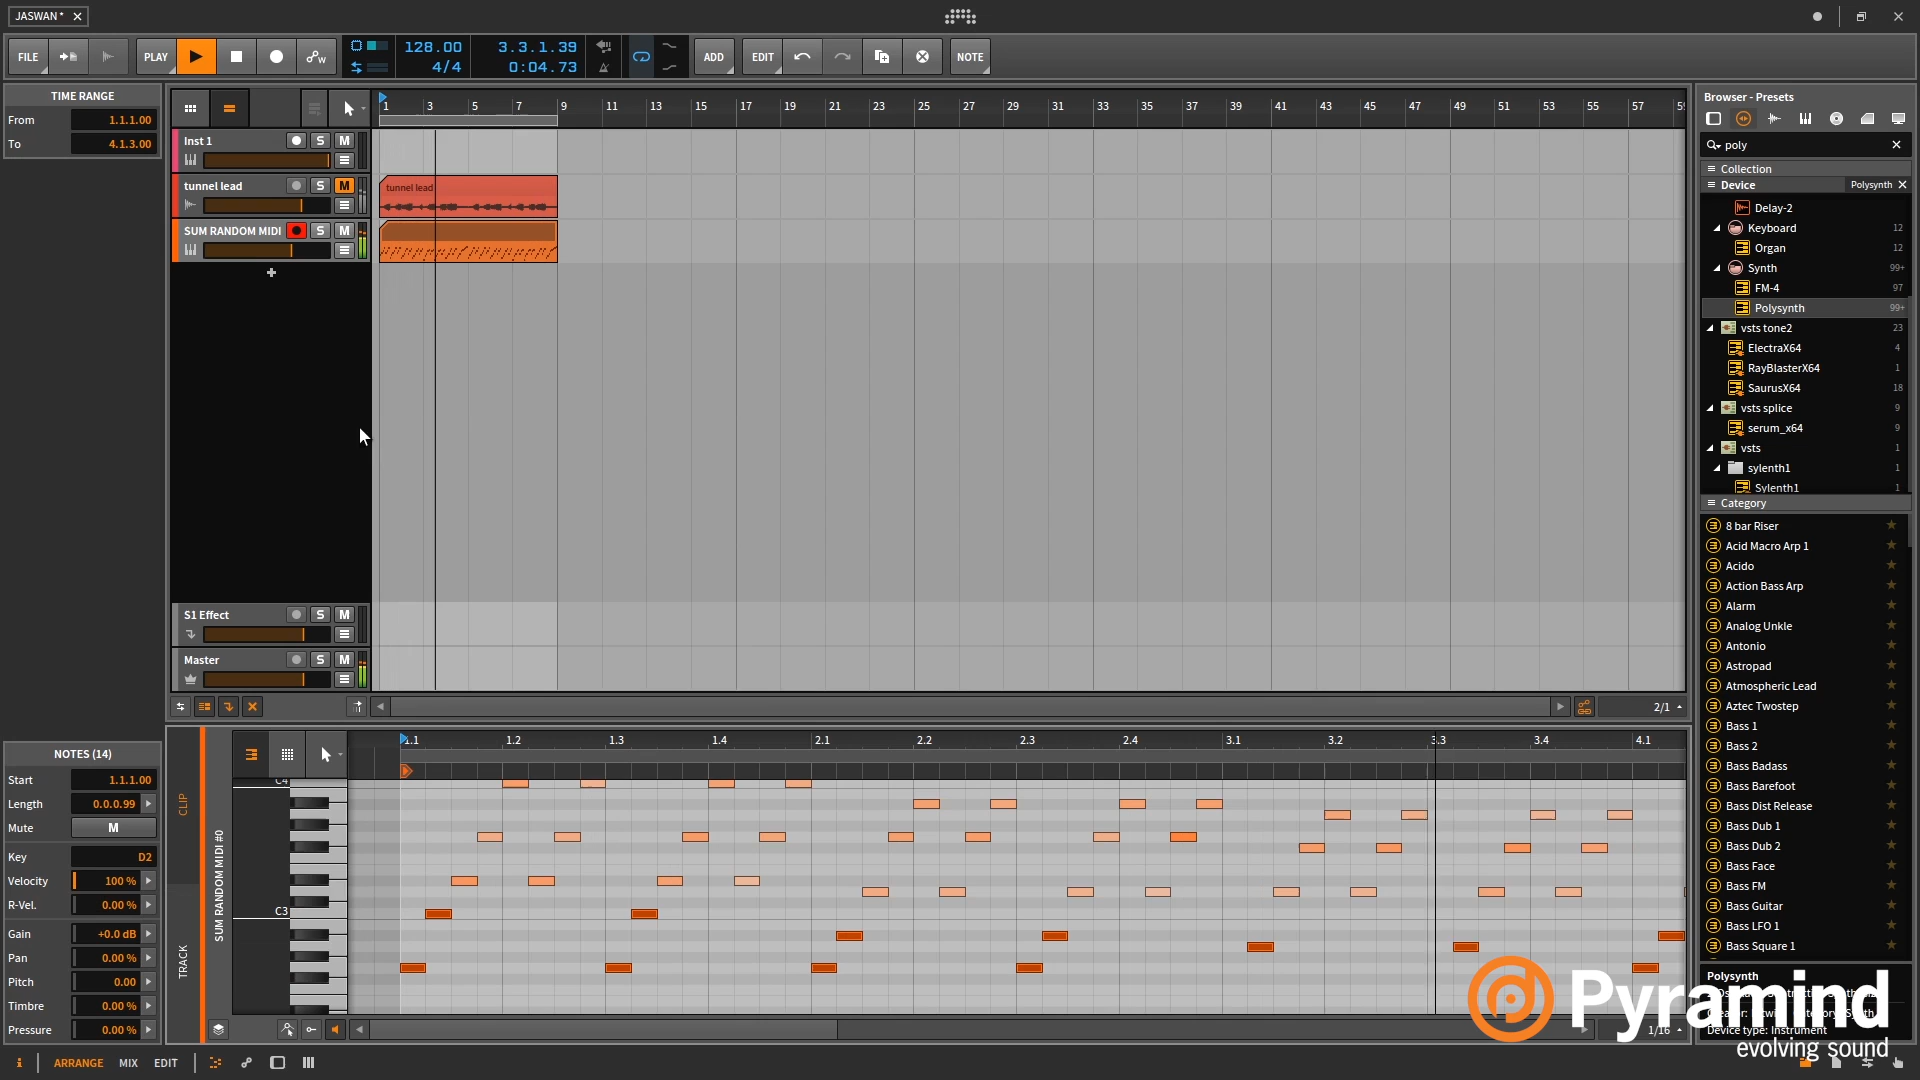 JASWAN *
FILE
PLAY
128.00
4/4
3.3.1.39
0:04.73
ADD
EDIT
NOTE
TIME RANGE
From 1.1.1.00
To 4.1.3.00
1 3 5 7 9 11 13 15 17 19 21 23 25 27 29 31 33 35 37 39 41 43 45 47 49 51 53 55 57 59
Inst 1 S M
tunnel lead S M
tunnel lead
SUM RANDOM MIDI S M
S1 Effect S M
Master S M
2/1
Browser - Presets
poly
Collection
Device Polysynth
Delay-2
Keyboard 12
Organ 12
Synth 99+
FM-4 97
Polysynth 99+
vsts tone2 23
ElectraX64 4
RayBlasterX64 1
SaurusX64 18
vsts splice 9
serum_x64 9
vsts 1
sylenth1 1
Sylenth1 1
Category
8 bar Riser
Acid Macro Arp 1
Acido
Action Bass Arp
Alarm
Analog Unkle
Antonio
Astropad
Atmospheric Lead
Aztec Twostep
Bass 1
Bass 2
Bass Badass
Bass Barefoot
Bass Dist Release
Bass Dub 1
Bass Dub 2
Bass Face
Bass FM
Bass Guitar
Bass LFO 1
Bass Square 1
Polysynth
Device type: Instrument
NOTES (14)
Start 1.1.1.00
Length 0.0.0.99
Mute M
Key D2
Velocity 100 %
R-Vel. 0.00 %
Gain +0.0 dB
Pan 0.00 %
Pitch 0.00
Timbre 0.00 %
Pressure 0.00 %
CLIP
TRACK
SUM RANDOM MIDI #0
1.1 1.2 1.3 1.4 2.1 2.2 2.3 2.4 3.1 3.2 3.3 3.4 4.1
C4
C3
1/16
Pyramind
evolving sound
i ARRANGE MIX EDIT